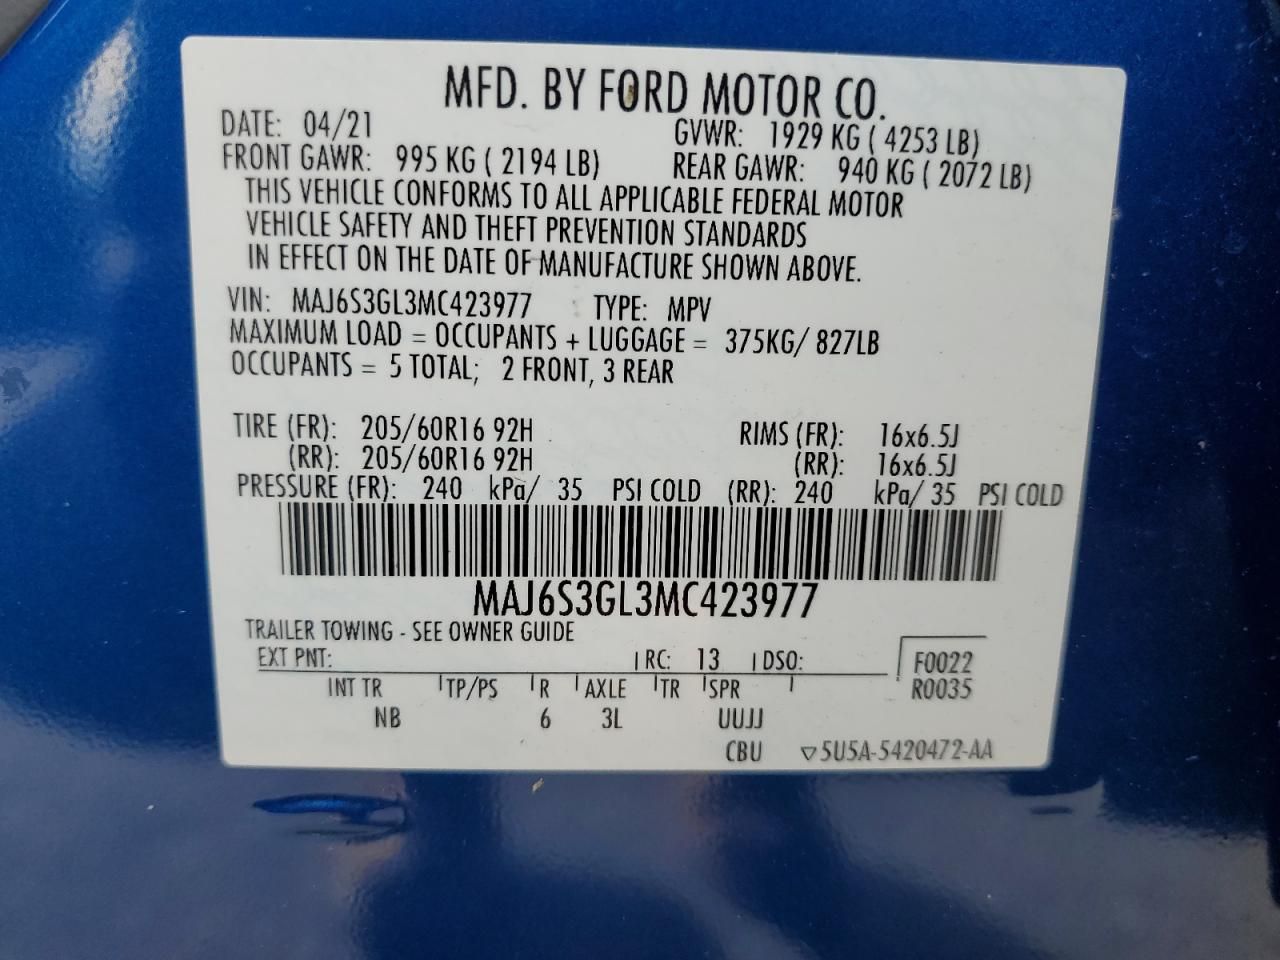 MFD. BY FORD MOTOR CO.
DATE: 04/21 GVWR: 1929 KG ( 4253 LB)
FRONT GAWR: 995 KG ( 2194 LB) REAR GAWR: 940 KG ( 2072 LB)
THIS VEHICLE CONFORMS TO ALL APPLICABLE FEDERAL MOTOR
VEHICLE SAFETY AND THEFT PREVENTION STANDARDS
IN EFFECT ON THE DATE OF MANUFACTURE SHOWN ABOVE.
VIN: MAJ6S3GL3MC423977 TYPE: MPV
MAXIMUM LOAD = OCCUPANTS + LUGGAGE = 375KG/ 827LB
OCCUPANTS = 5 TOTAL; 2 FRONT, 3 REAR
TIRE (FR): 205/60R16 92H RIMS (FR): 16x6.5J
(RR): 205/60R16 92H (RR): 16x6.5J
PRESSURE (FR): 240 kPa/ 35 PSI COLD (RR): 240 kPa/ 35 PSI COLD
MAJ6S3GL3MC423977
TRAILER TOWING - SEE OWNER GUIDE
EXT PNT: RC: 13 DSO: F0022
INT TR TP/PS R AXLE TR SPR R0035
NB 6 3L UUJJ
CBU ▽5U5A-5420472-AA